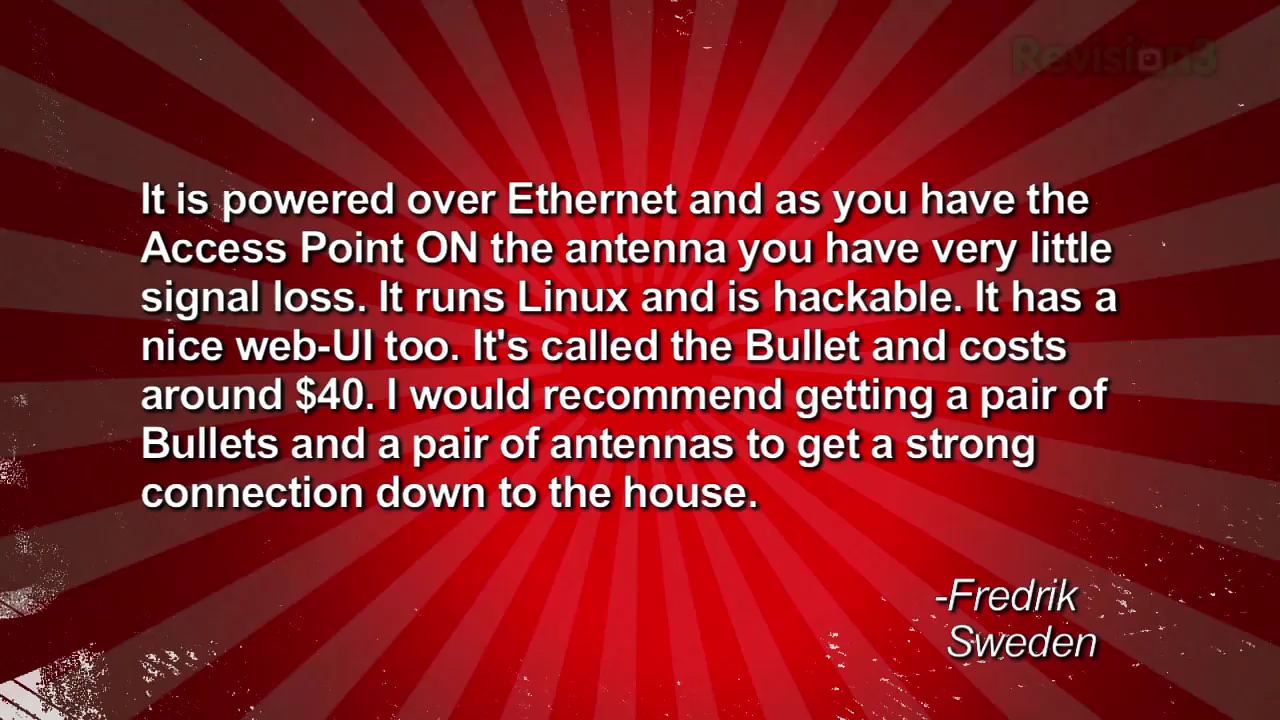 Revision3
It is powered over Ethernet and as you have the
Access Point ON the antenna you have very little
signal loss. It runs Linux and is hackable. It has a
nice web-UI too. It's called the Bullet and costs
around $40. I would recommend getting a pair of
Bullets and a pair of antennas to get a strong
connection down to the house.
-Fredrik
Sweden